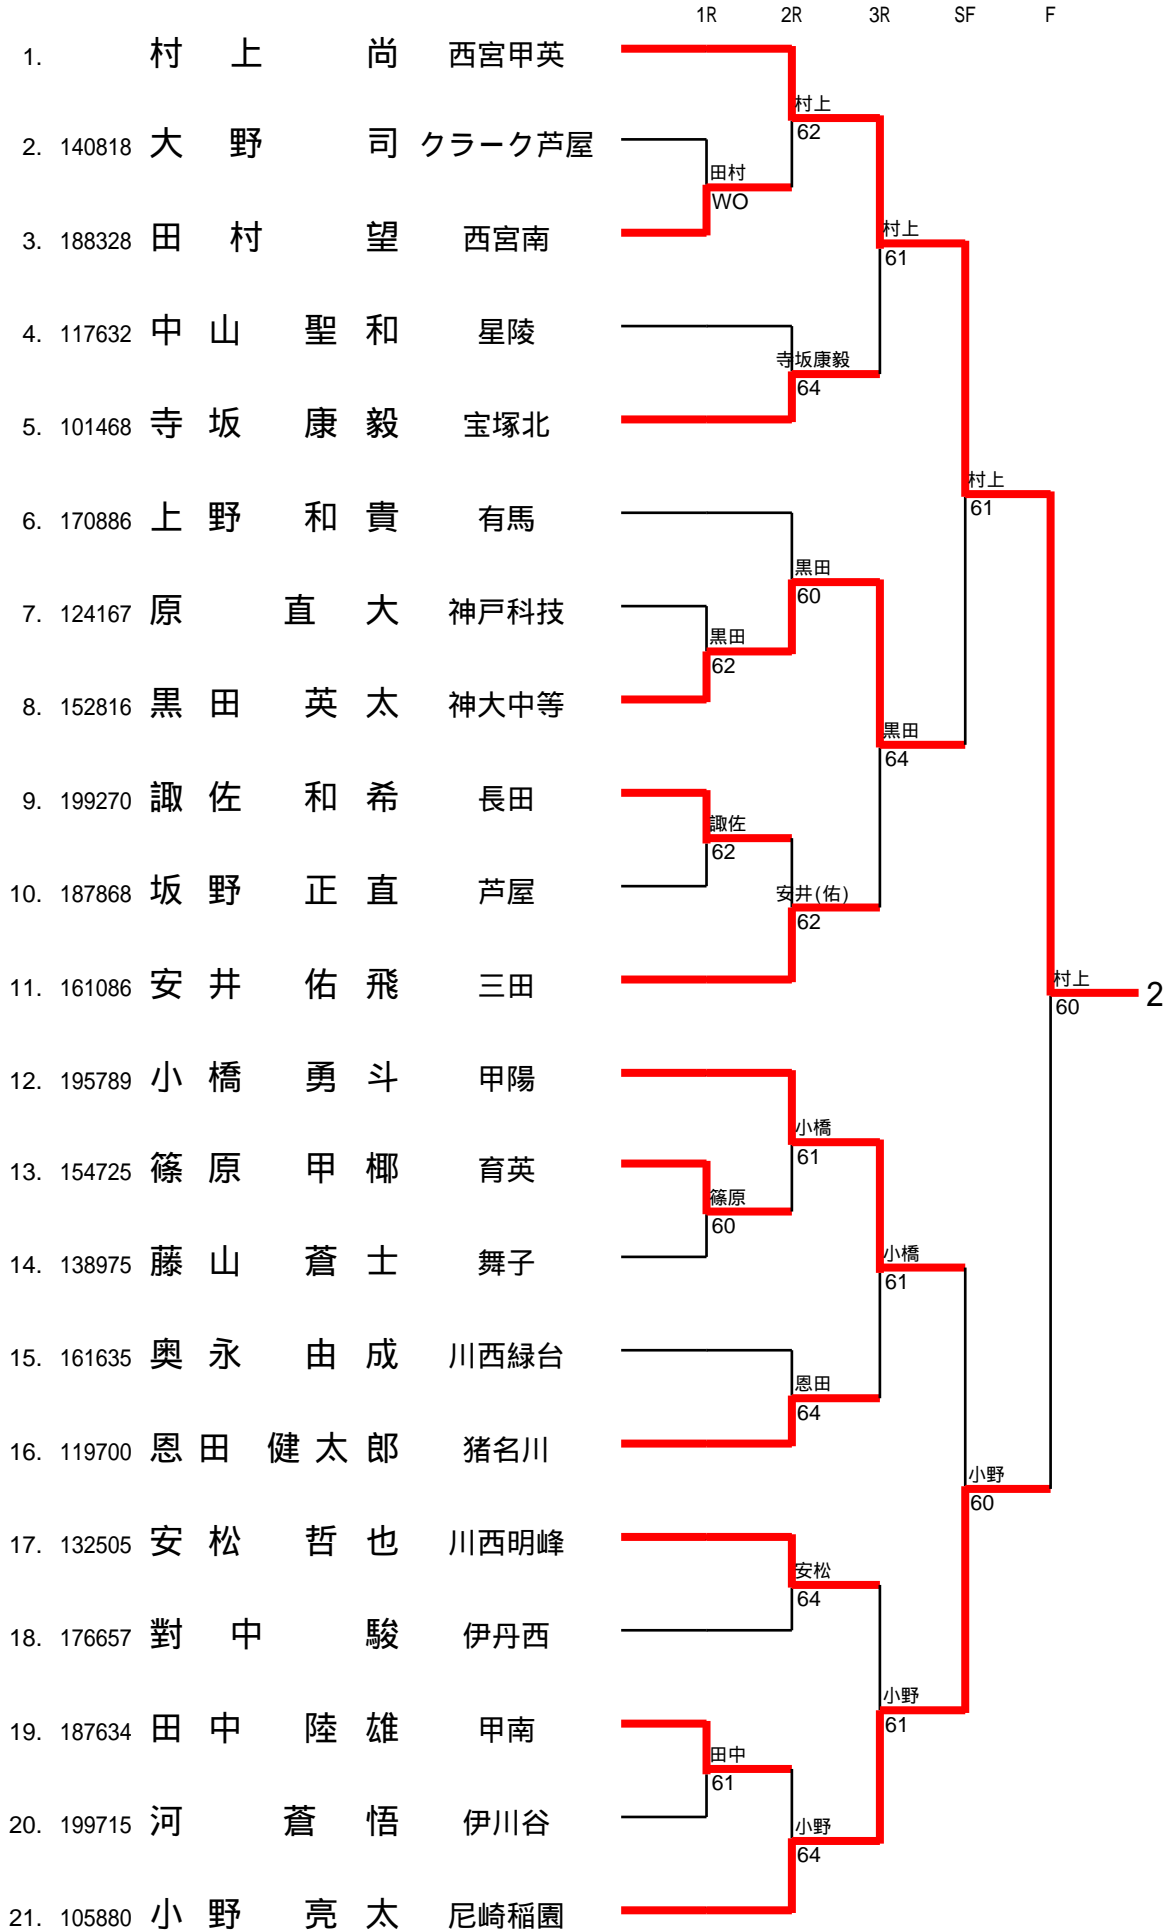 1R 2R 3R SF F
1. 村上 尚 西宮甲英
村上
62
2. 140818 大野 司 クラーク芦屋
田村
WO
3. 188328 田村 望 西宮南
村上
61
4. 117632 中山 聖和 星陵
寺坂康毅
64
5. 101468 寺坂 康毅 宝塚北
村上
61
6. 170886 上野 和貴 有馬
黒田
60
7. 124167 原 直大 神戸科技
黒田
62
8. 152816 黒田 英太 神大中等
黒田
64
9. 199270 諏佐 和希 長田
諏佐
62
10. 187868 坂野 正直 芦屋
安井(佑)
62
11. 161086 安井 佑飛 三田
村上
60
2
12. 195789 小橋 勇斗 甲陽
小橋
61
13. 154725 篠原 甲椰 育英
篠原
60
14. 138975 藤山 蒼士 舞子
小橋
61
15. 161635 奥永 由成 川西緑台
恩田
64
16. 119700 恩田 健太郎 猪名川
小野
60
17. 132505 安松 哲也 川西明峰
安松
64
18. 176657 對中 駿 伊丹西
小野
61
19. 187634 田中 陸雄 甲南
田中
61
20. 199715 河 蒼悟 伊川谷
小野
64
21. 105880 小野 亮太 尼崎稲園